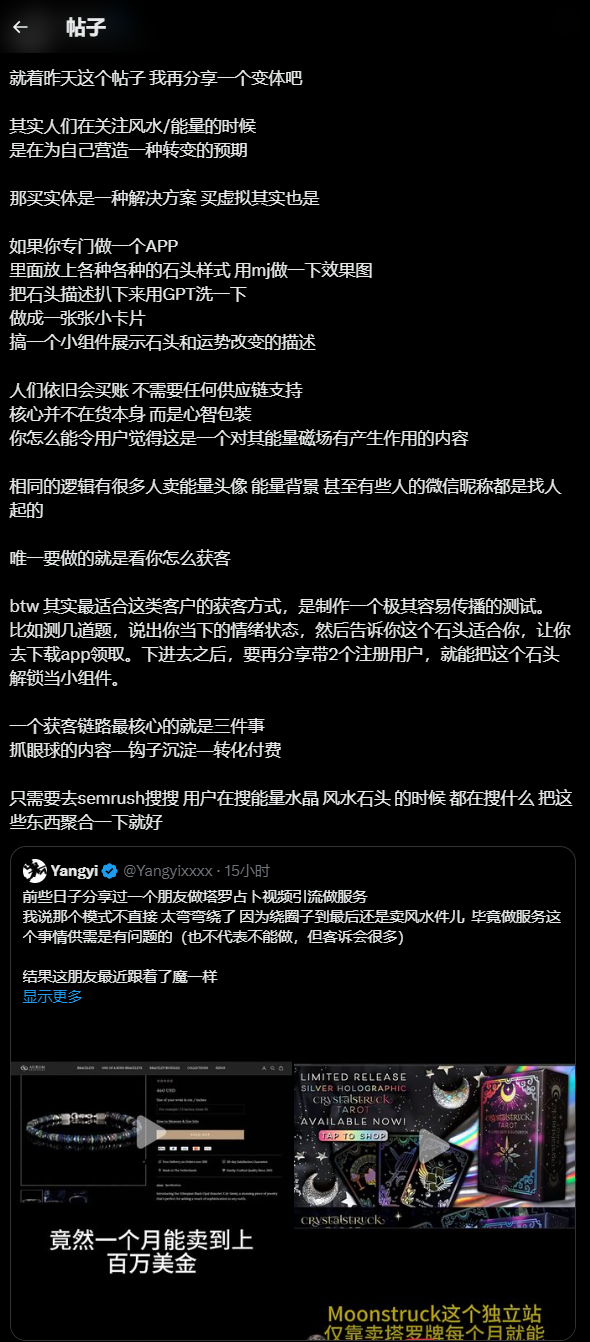 帖子
就着昨天这个帖子 我再分享一个变体吧
其实人们在关注风水/能量的时候
是在为自己营造一种转变的预期
那买实体是一种解决方案 买虚拟其实也是
如果你专门做一个APP
里面放上各种各种的石头样式 用mj做一下效果图
把石头描述扒下来用GPT洗一下
做成一张张小卡片
搞一个小组件展示石头和运势改变的描述
人们依旧会买账 不需要任何供应链支持
核心并不在货本身 而是心智包装
你怎么能令用户觉得这是一个对其能量磁场有产生作用的内容
相同的逻辑有很多人卖能量头像 能量背景 甚至有些人的微信昵称都是找人
起的
唯一要做的就是看你怎么获客
btw 其实最适合这类客户的获客方式，是制作一个极其容易传播的测试。
比如测几道题，说出你当下的情绪状态，然后告诉你这个石头适合你，让你
去下载app领取。下进去之后，要再分享带2个注册用户，就能把这个石头
解锁当小组件。
一个获客链路最核心的就是三件事
抓眼球的内容—钩子沉淀—转化付费
只需要去semrush搜搜 用户在搜能量水晶 风水石头 的时候 都在搜什么 把这
些东西聚合一下就好
Yangyi @Yangyixxxx · 15小时
前些日子分享过一个朋友做塔罗占卜视频引流做服务
我说那个模式不直接 太弯弯绕了 因为绕圈子到最后还是卖风水件儿 毕竟做服务这
个事情供需是有问题的（也不代表不能做，但客诉会很多）
结果这朋友最近跟着了魔一样
显示更多
竟然一个月能卖到上
百万美金
LIMITED RELEASE
SILVER HOLOGRAPHIC
CRYSTALSTRUCK
TAROT
AVAILABLE NOW!
TAP TO SHOP
CRYSTALSTRUCK
Moonstruck这个独立站
仅靠卖塔罗牌每个月就能